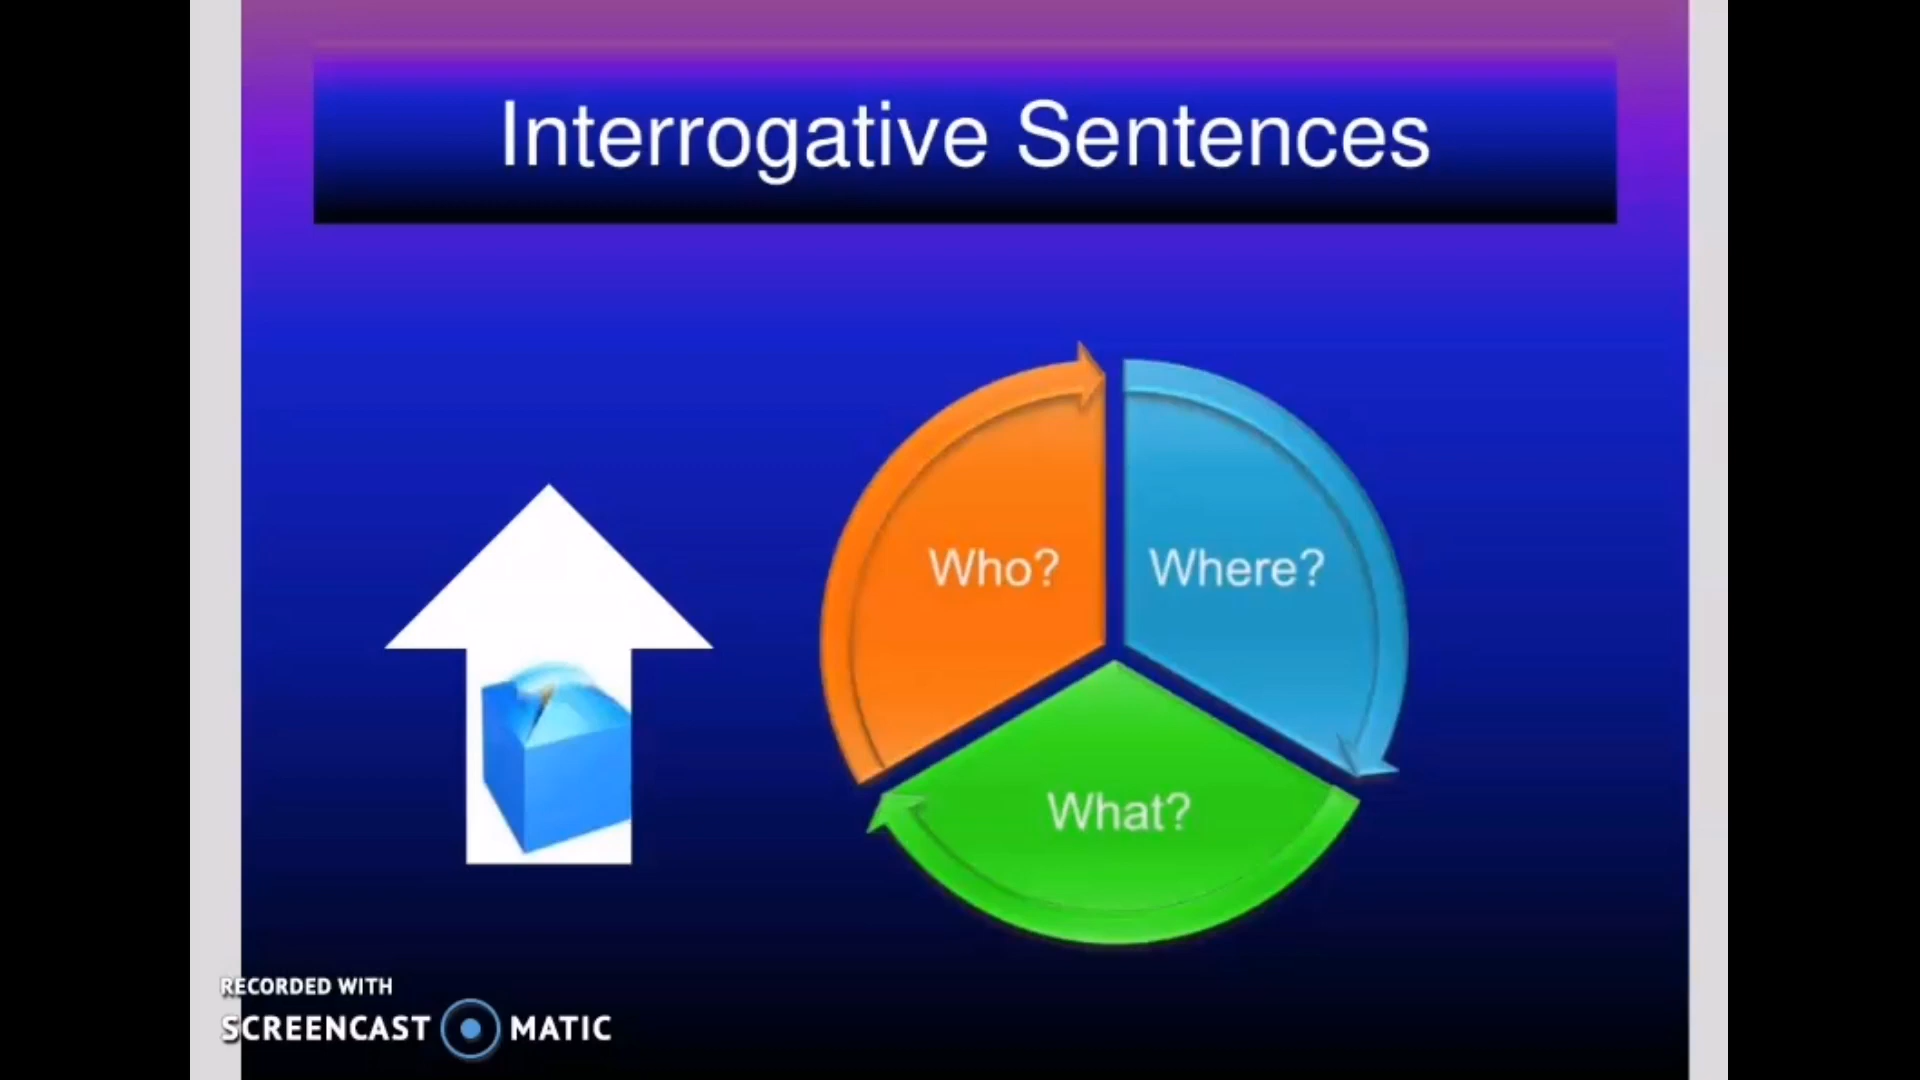 Interrogative Sentences
Who?
Where?
What?
RECORDED WITH
SCREENCAST MATIC